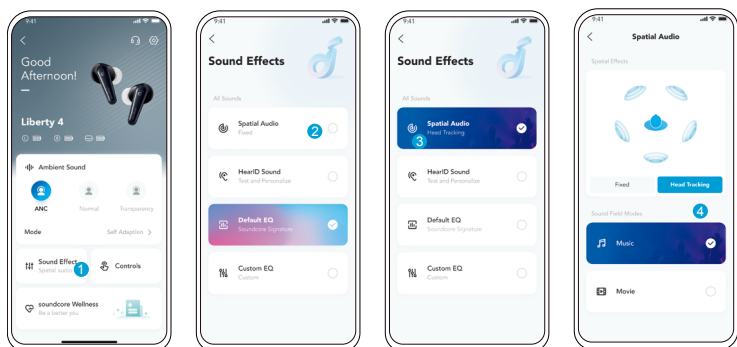 9:41
Good
Afternoon!
Liberty 4
L
R
Ambient Sound
ANC
Normal
Transparency
Mode
Self Adaption >
Sound Effect
Spatial audio
1
Controls
soundcore Wellness
Be a better you
9:41
Sound Effects
All Sounds
Spatial Audio
Fixed
2
HearID Sound
Test and Personalize
Default EQ
Soundcore Signature
Custom EQ
Custom
9:41
Sound Effects
All Sounds
Spatial Audio
Head Tracking
3
HearID Sound
Test and Personalize
Default EQ
Soundcore Signature
Custom EQ
Custom
9:41
Spatial Audio
Spatial Effects
Fixed
Head Tracking
Sound Field Modes
4
Music
Movie